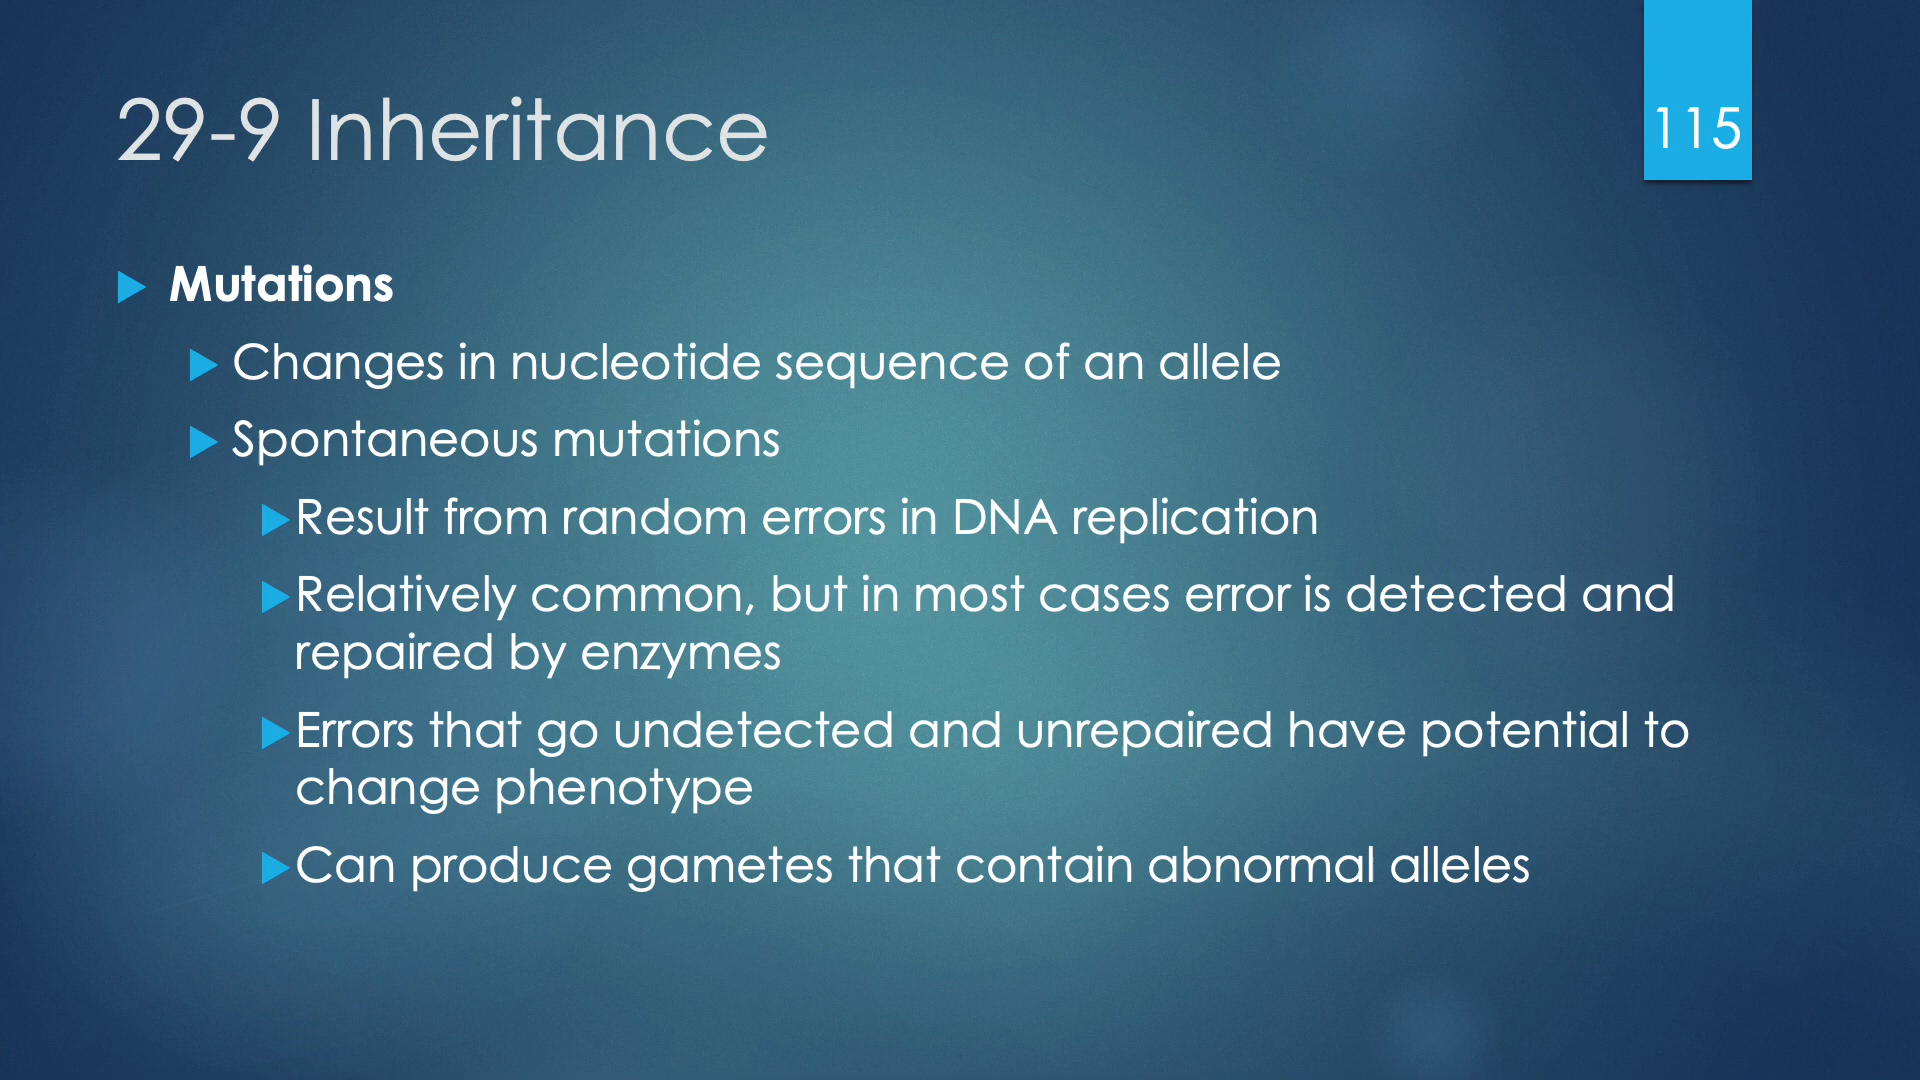 29-9 Inheritance
115
Mutations
Changes in nucleotide sequence of an allele
Spontaneous mutations
Result from random errors in DNA replication
Relatively common, but in most cases error is detected and
repaired by enzymes
Errors that go undetected and unrepaired have potential to
change phenotype
Can produce gametes that contain abnormal alleles